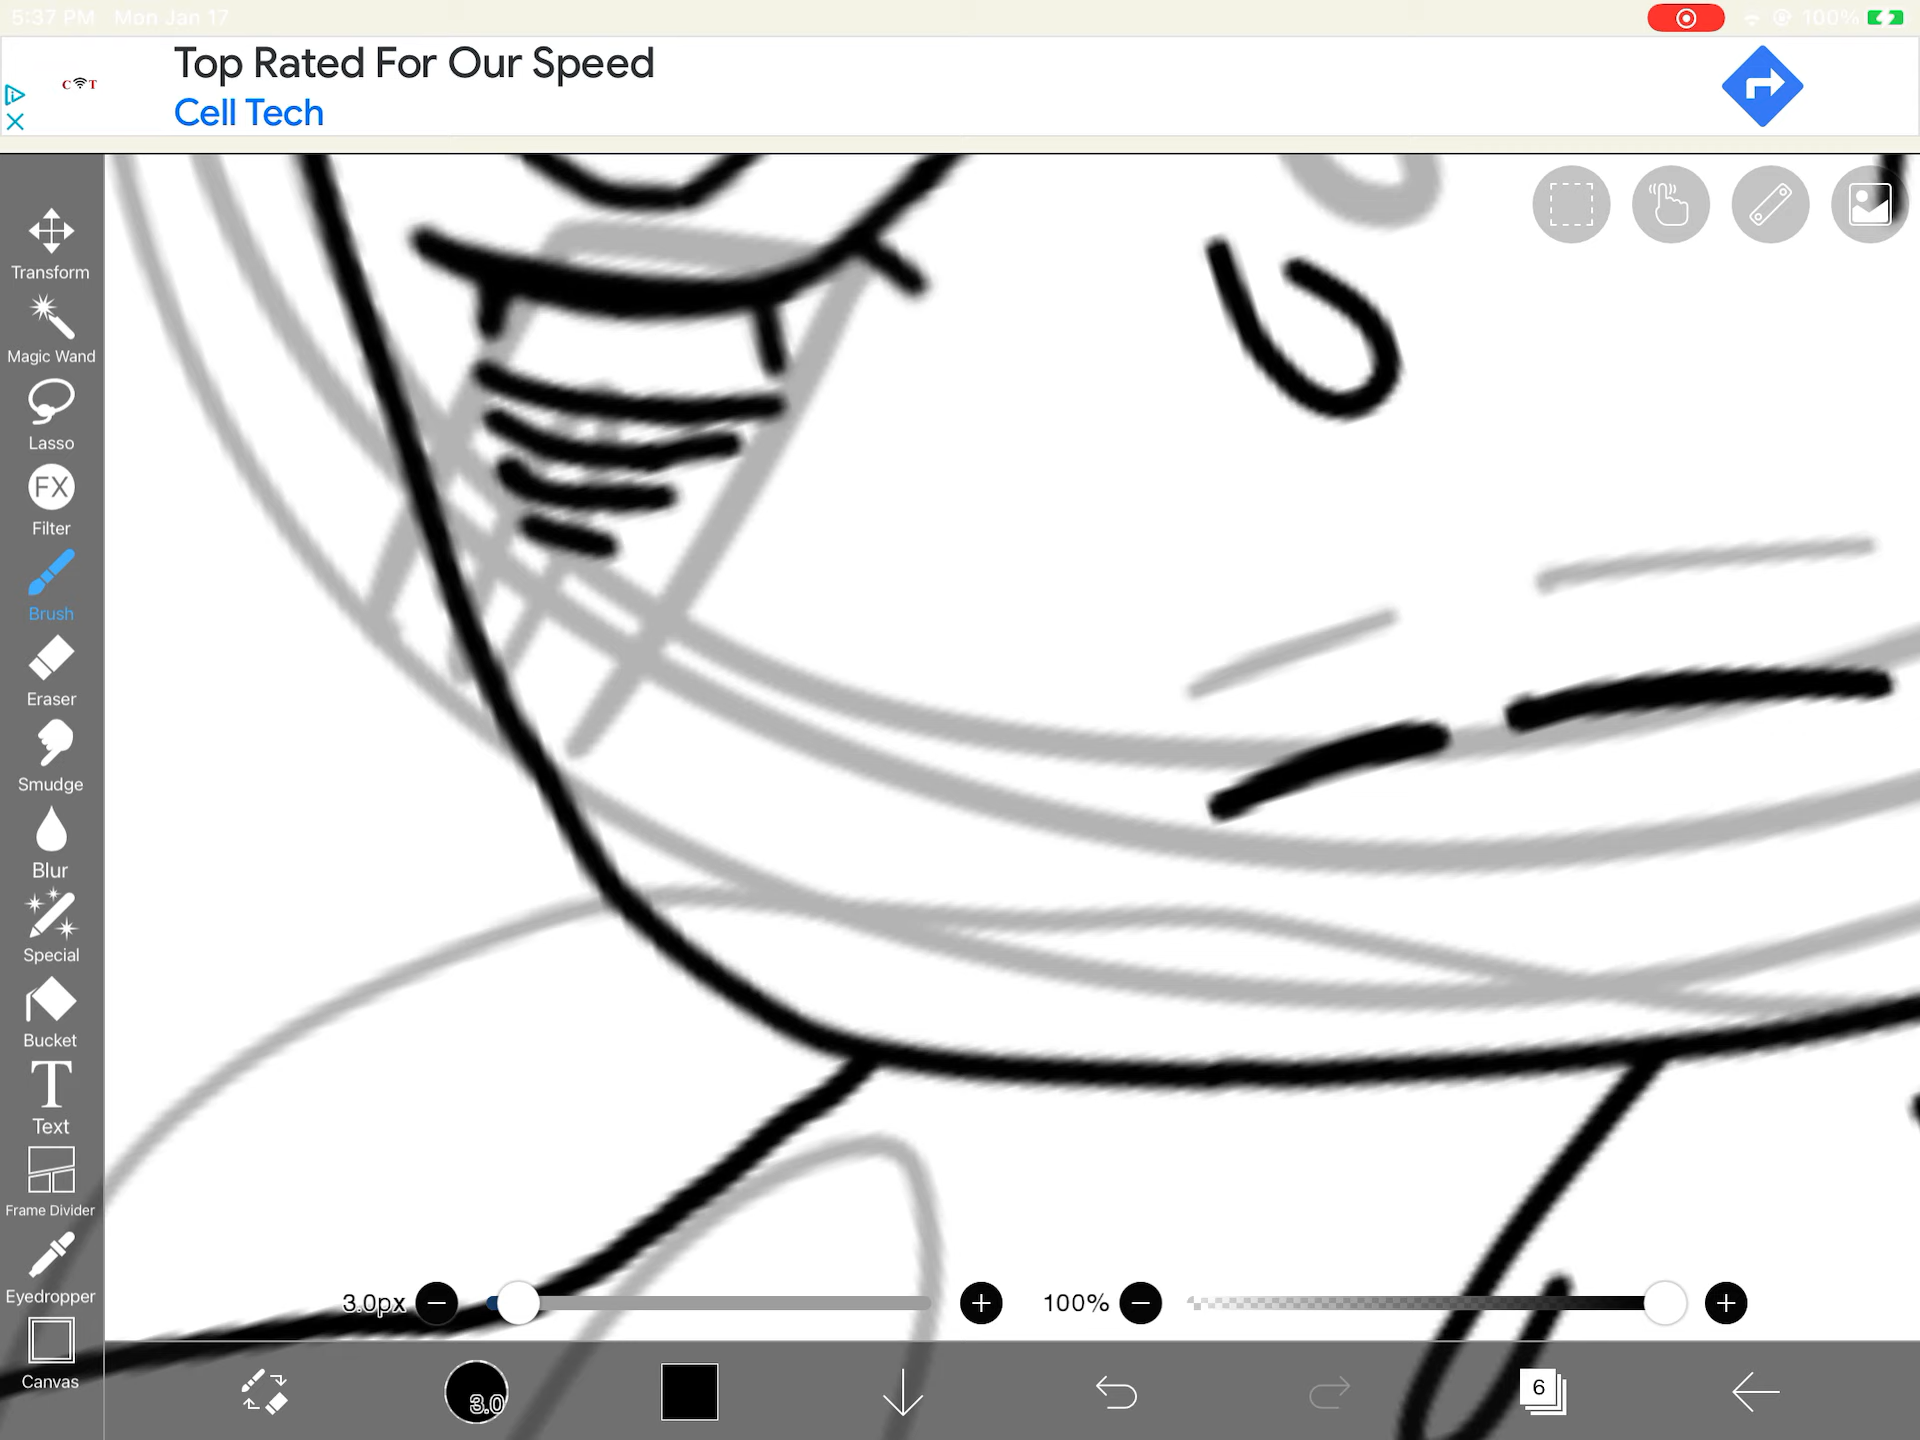 5:37 PM Mon Jan 17
100%
Top Rated For Our Speed
C T
Cell Tech
Transform
Magic Wand
Lasso
FX
Filter
Brush
Eraser
Smudge
Blur
Special
Bucket
T
Text
Frame Divider
Eyedropper
Canvas
3.0px
100%
3.0
6